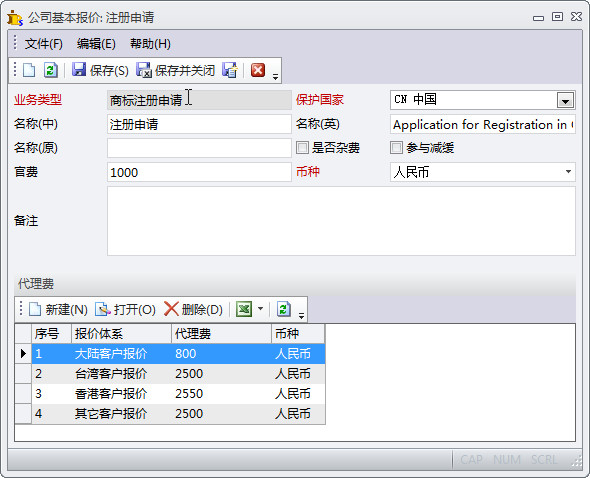 公司基本报价: 注册申请
文件(F) 编辑(E) 帮助(H)
保存(S) 保存并关闭
业务类型 商标注册申请 保护国家 CN 中国
名称(中) 注册申请 名称(英) Application for Registration in
名称(原) 是否杂费 参与减缓
官费 1000 币种 人民币
备注
代理费
新建(N) 打开(O) 删除(D)
序号 报价体系 代理费 币种
1 大陆客户报价 800 人民币
2 台湾客户报价 2500 人民币
3 香港客户报价 2550 人民币
4 其它客户报价 2500 人民币
CAP NUM SCRL